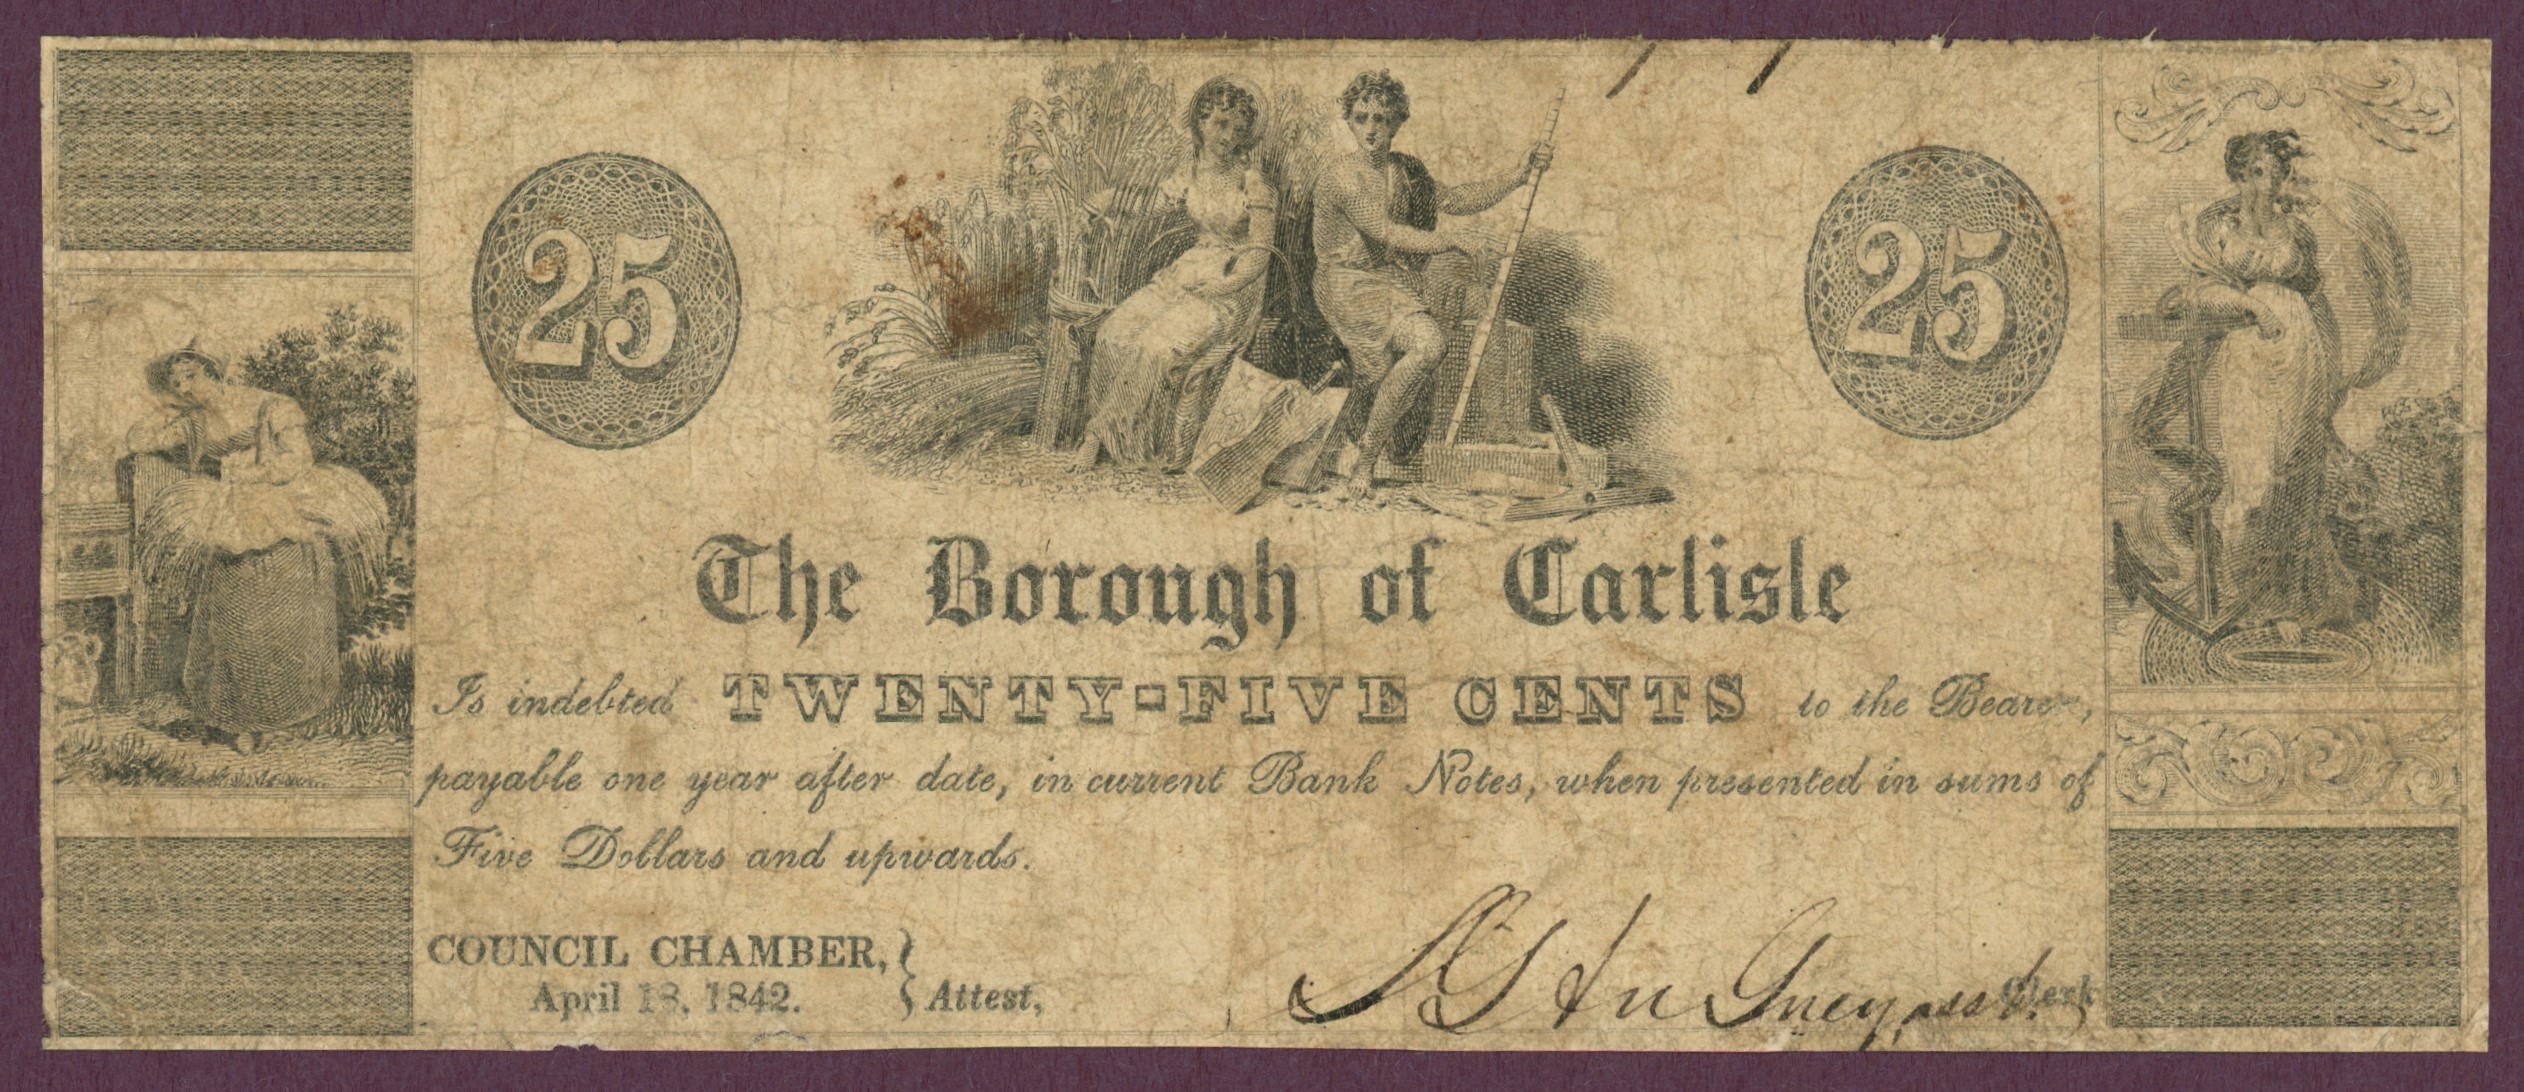 25
25
The Borough of Carlisle
Is indebted TWENTY-FIVE CENTS to the Bearer,
payable one year after date, in current Bank Notes, when presented in sums of
Five Dollars and upwards.
COUNCIL CHAMBER,
April 18, 1842.
Attest,
Clerk